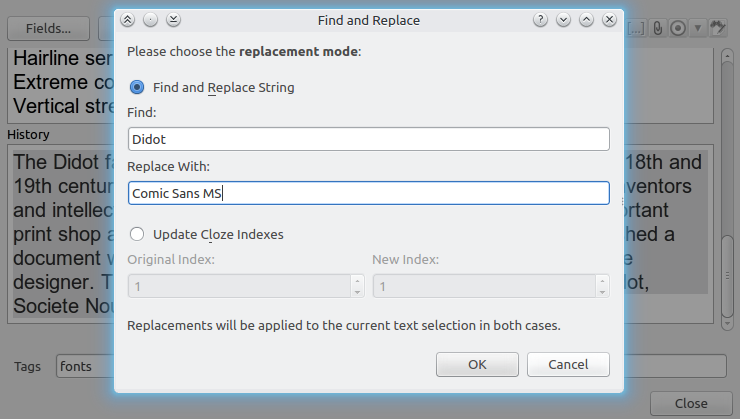 Find and Replace
Fields...
[...]
Hairline ser
Extreme co
Vertical stre
History
The Didot fa 18th and
19th centur ventors
and intellec rtant
print shop a hed a
document w e
designer. T lot,
Societe Nou
Please choose the replacement mode:
Find and Replace String
Find:
Didot
Replace With:
Comic Sans MS
Update Cloze Indexes
Original Index: New Index:
1 1
Replacements will be applied to the current text selection in both cases.
OK Cancel
Tags fonts
Close